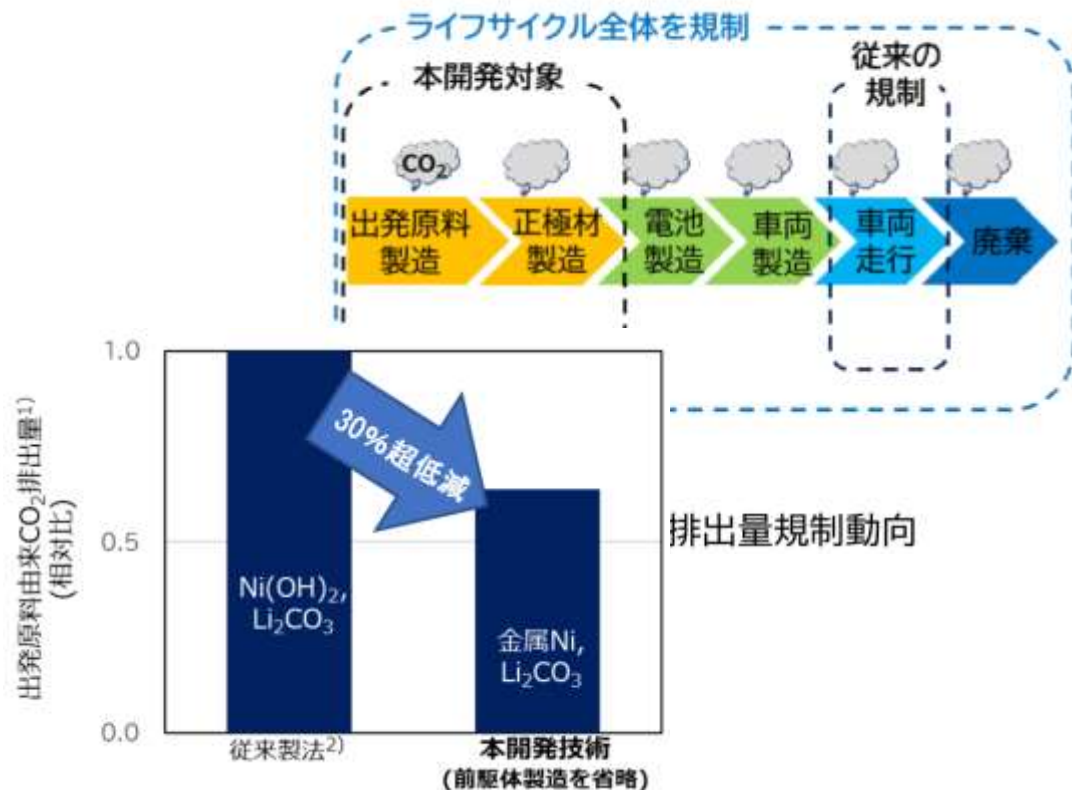 ライフサイクル全体を規制
本開発対象
従来の
規制
CO₂
出発原料
製造
正極材
製造
電池
製造
車両
製造
車両
走行
廃棄
排出量規制動向
出発原料由来CO₂排出量¹⁾
(相対比)
1.0
0.5
0.0
30%超低減
Ni(OH)₂,
Li₂CO₃
金属Ni,
Li₂CO₃
従来製法²⁾
本開発技術
(前駆体製造を省略)